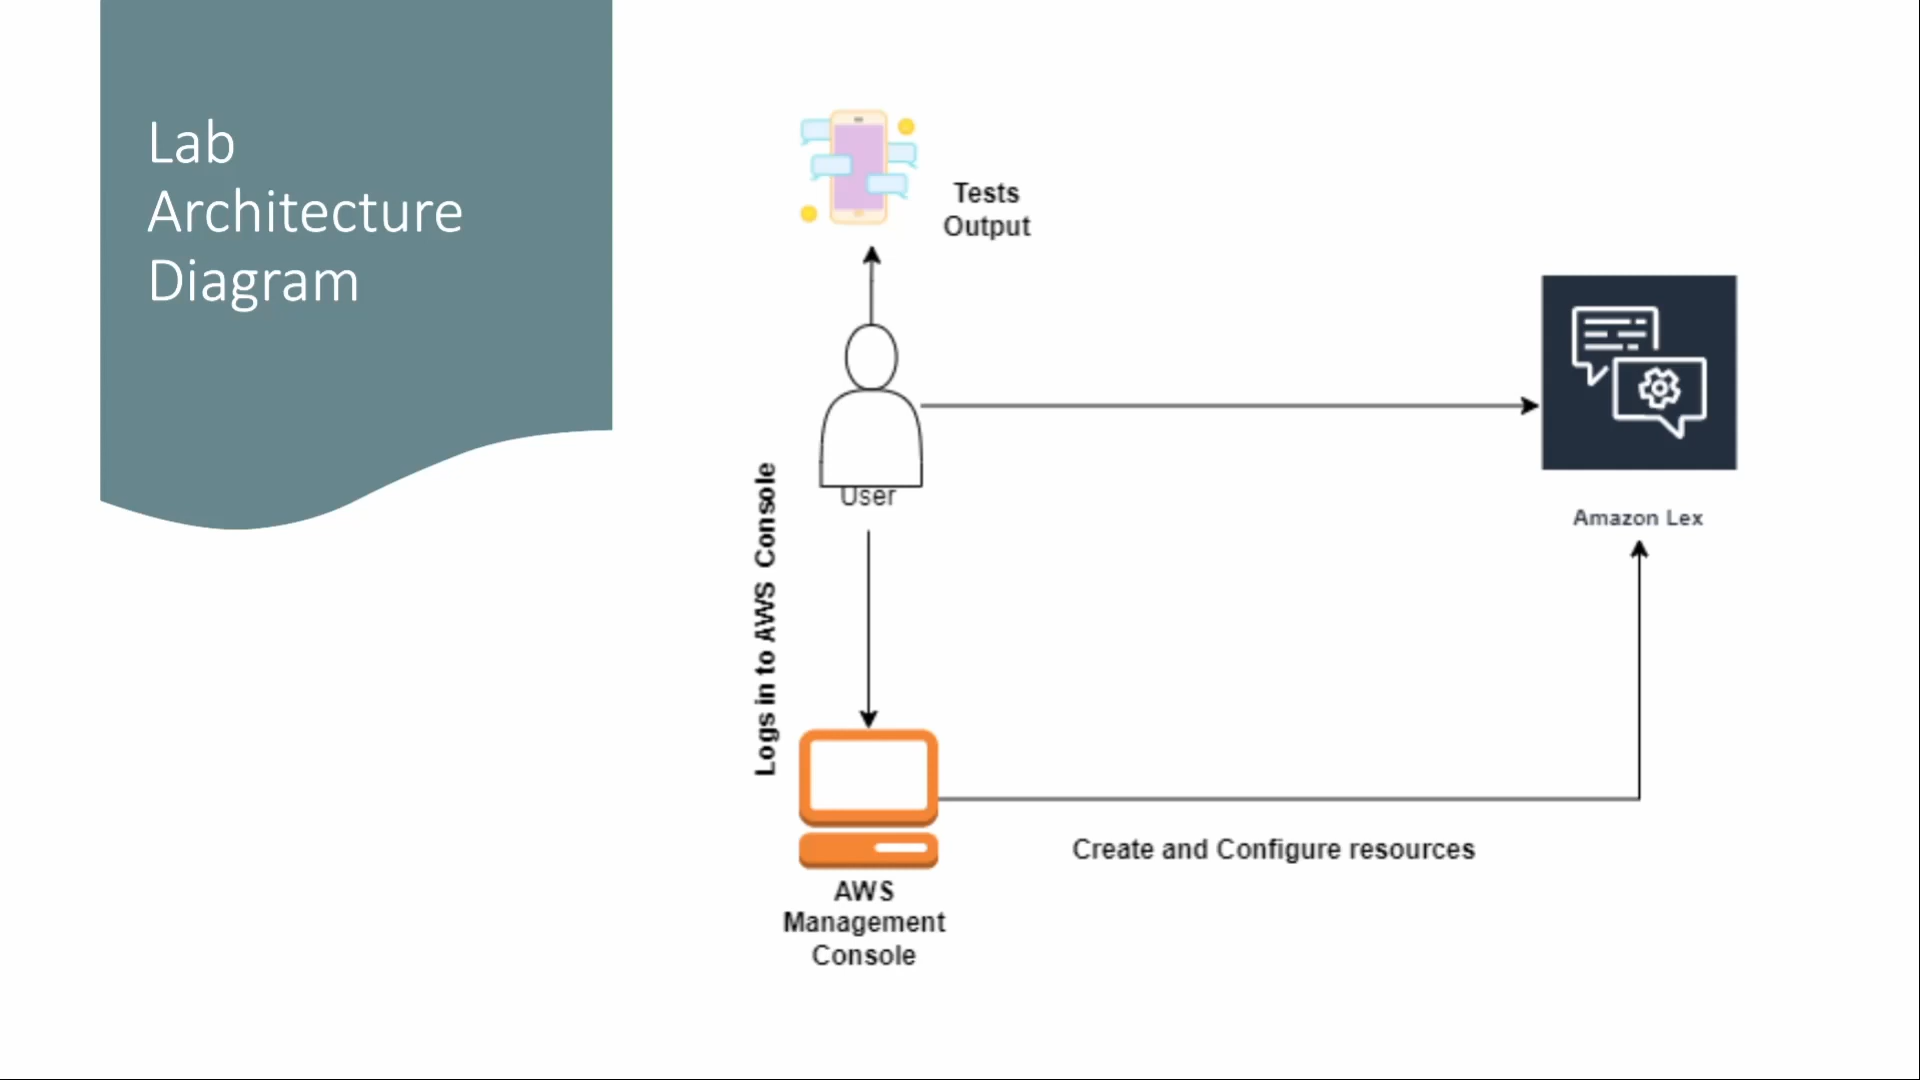 Lab
Architecture
Diagram
Tests
Output
User
Logs in to AWS Console
Amazon Lex
Create and Configure resources
AWS
Management
Console